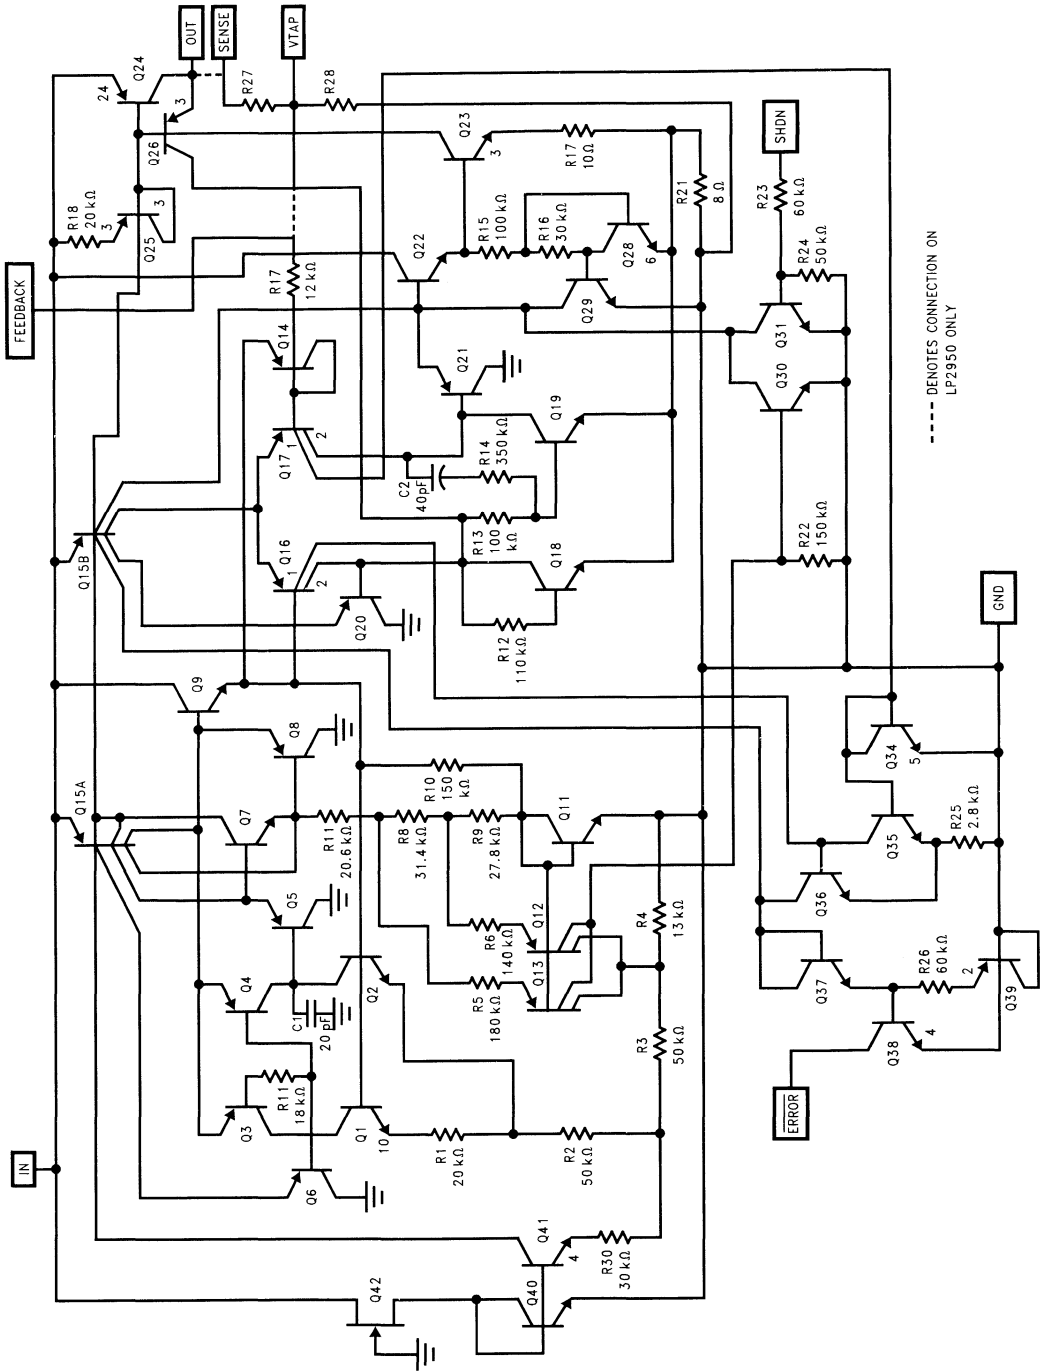 IN
FEEDBACK
OUT
SENSE
VTAP
SHDN
GND
ERROR
Q42
Q40
Q41
4
R30
30 kΩ
Q6
Q3
R11
18 kΩ
Q1
10
R1
20 kΩ
R2
50 kΩ
Q4
C1
20 pF
Q2
Q5
R3
50 kΩ
R4
13 kΩ
R5
180 kΩ
R6
140 kΩ
Q13
Q12
Q15A
Q7
Q8
R11
20.6 kΩ
R8
31.4 kΩ
R9
27.8 kΩ
R10
150
kΩ
Q11
Q9
Q15B
Q20
Q16
1
2
R12
110 kΩ
Q18
R13
100
kΩ
C2
40pF
R14
350 kΩ
Q19
Q17
1
2
Q14
R17
12 kΩ
Q21
Q22
R15
100 kΩ
R16
30 kΩ
Q29
Q28
6
Q23
3
R17
10Ω
R18
20 kΩ
3
Q25
3
Q26
3
24
Q24
R27
R28
R21
8 Ω
R23
60 kΩ
R24
50 kΩ
Q31
Q30
R22
150 kΩ
Q34
5
Q35
R25
2.8 kΩ
Q36
Q37
R26
60 kΩ
2
Q39
Q38
4
DENOTES CONNECTION ON
LP2950 ONLY